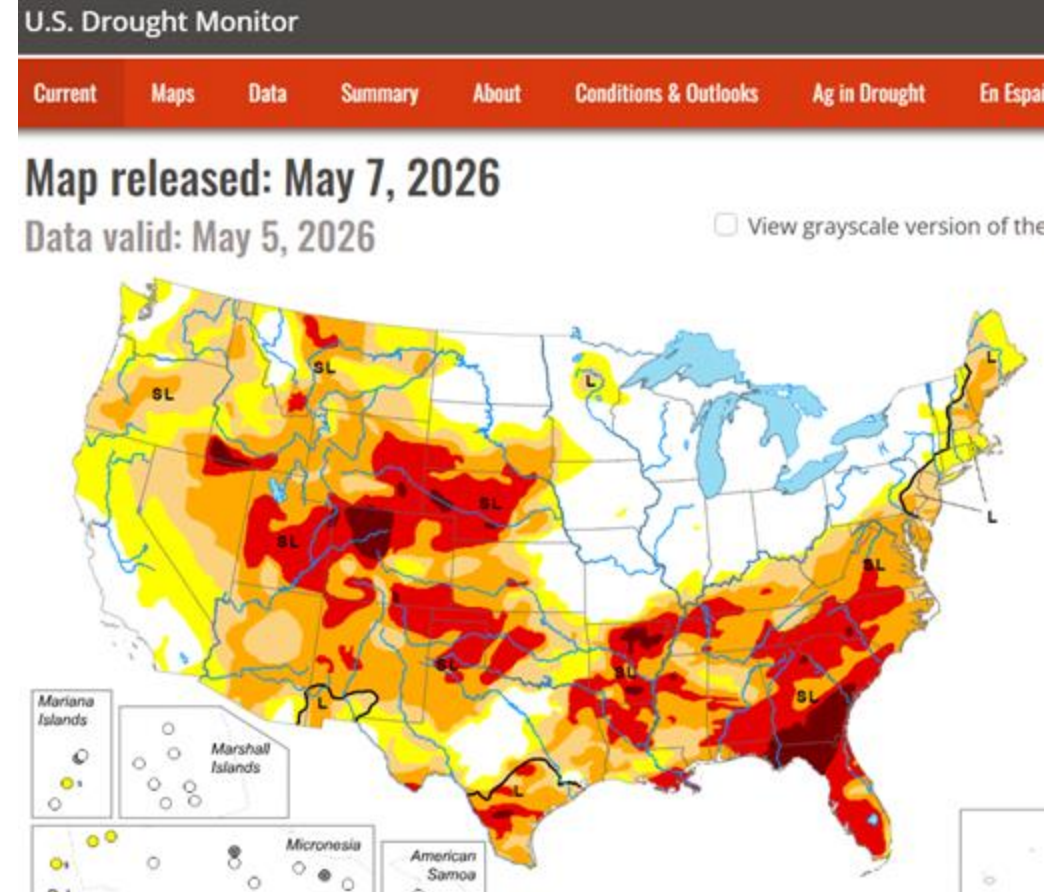 U.S. Drought Monitor
Current Maps Data Summary About Conditions & Outlooks Ag in Drought En Espai
Map released: May 7, 2026
Data valid: May 5, 2026
View grayscale version of the
SL
SL
L
L
SL
SL
L
SL
SL
SL
SL
L
L
Mariana
Islands
Marshall
Islands
Micronesia
American
Samoa